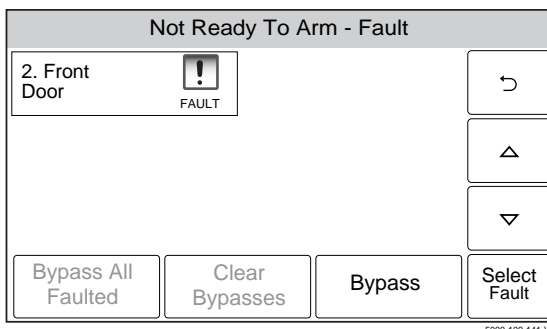 Not Ready To Arm - Fault
2. Front
Door
FAULT
Bypass All
Faulted
Clear
Bypasses
Bypass
Select
Fault